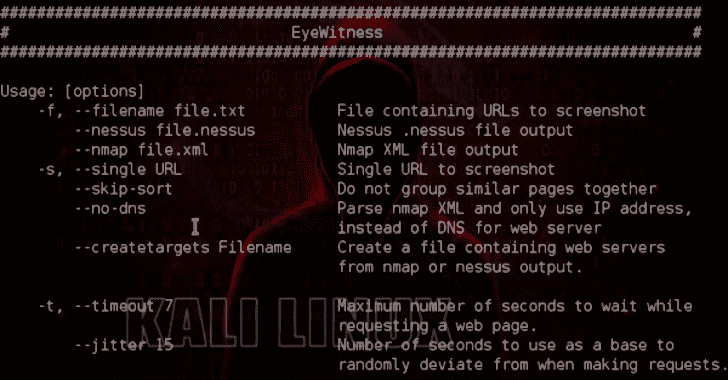 ################################################################################
#                                  EyeWitness                                  #
################################################################################
Usage: [options]
-f, --filename file.txt File containing URLs to screenshot
--nessus file.nessus Nessus .nessus file output
--nmap file.xml Nmap XML file output
-s, --single URL Single URL to screenshot
--skip-sort Do not group similar pages together
--no-dns Parse nmap XML and only use IP address,
instead of DNS for web server
--createtargets Filename Create a file containing web servers
from nmap or nessus output.
-t, --timeout 7 Maximum number of seconds to wait while
requesting a web page.
--jitter 15 Number of seconds to use as a base to
randomly deviate from when making requests.
KALI LINUX